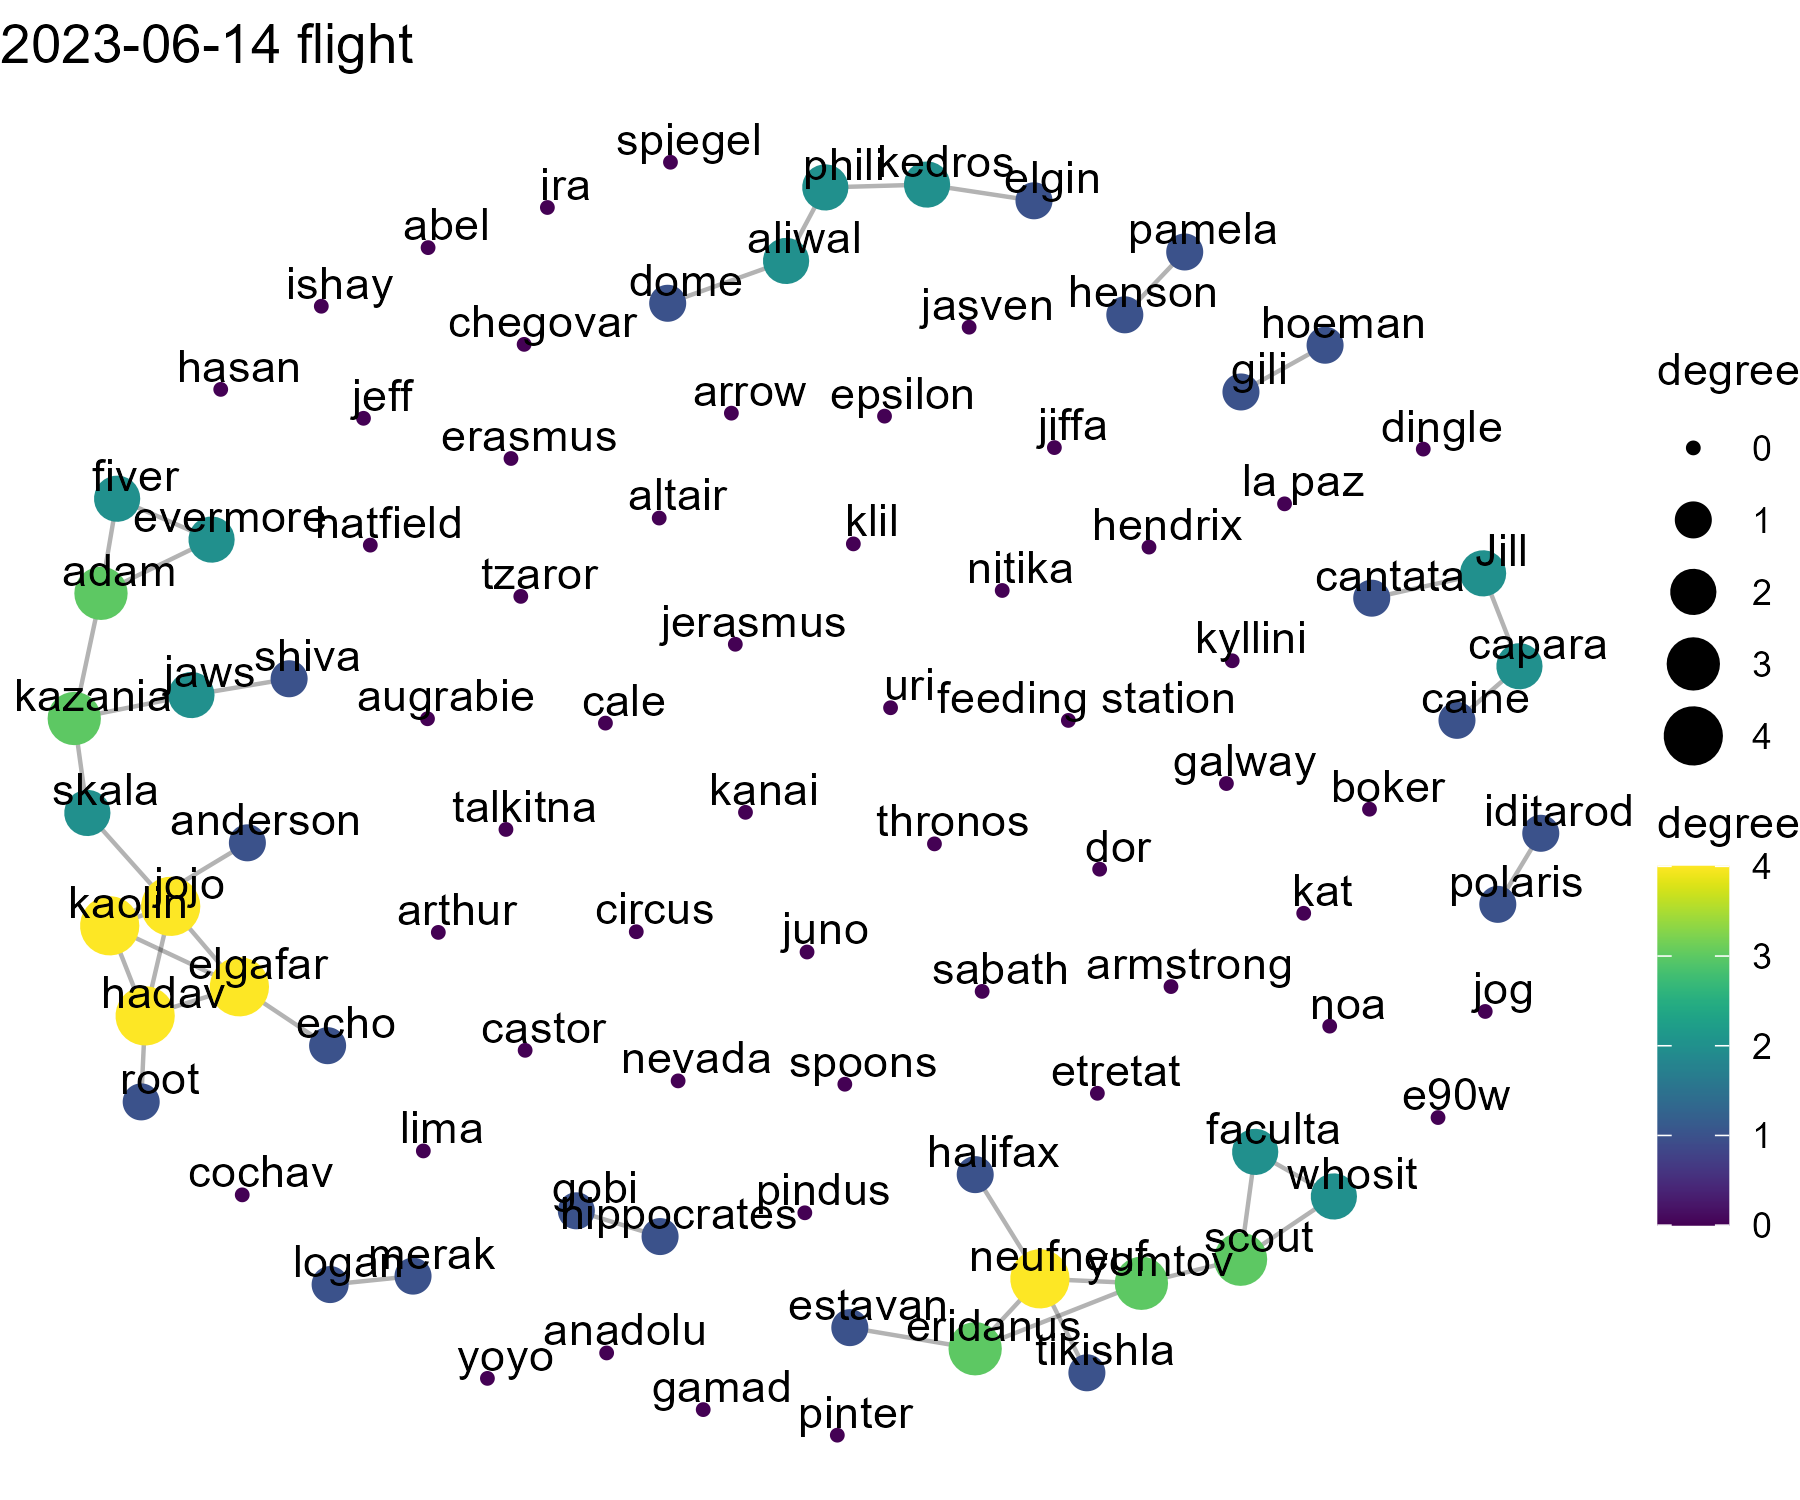 2023-06-14 flight
spiegel
phili
kedros
elgin
ira
abel
aliwal
pamela
ishay
dome
henson
chegovar
jasven
hoeman
hasan
jeff
gili
arrow
epsilon
erasmus
jiffa
dingle
fiver
evermore
hatfield
altair
klil
la paz
hendrix
adam
tzaror
nitika
cantata
Jill
jerasmus
kyllini
capara
shiva
jaws
kazania
augrabie
cale
uri
feeding station
caine
skala
anderson
talkitna
kanai
thronos
galway
boker
iditarod
dor
jojo
kaolin
arthur
circus
juno
kat
polaris
elgafar
hadav
sabath
armstrong
noa
jog
echo
castor
nevada
spoons
etretat
root
e90w
lima
halifax
faculta
cochav
gobi
hippocrates
pindus
whosit
logan
merak
neufneuf
yomtov
scout
estavan
eridanus
anadolu
yoyo
tikishla
gamad
pinter
degree
0
1
2
3
4
degree
4
3
2
1
0